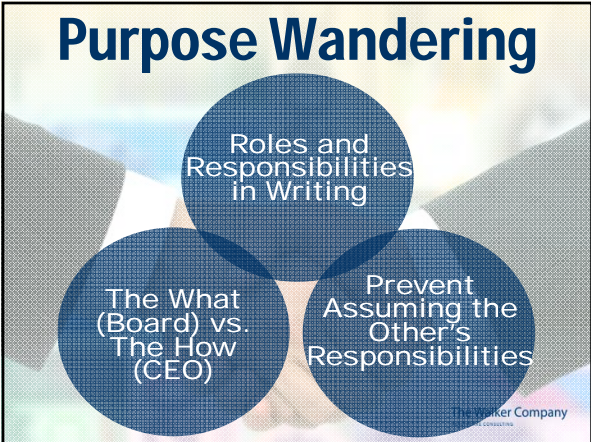 Purpose Wandering
Roles and
Responsibilities
in Writing
The What
(Board) vs.
The How
(CEO)
Prevent
Assuming the
Other's
Responsibilities
The Walker Company
CONSULTING